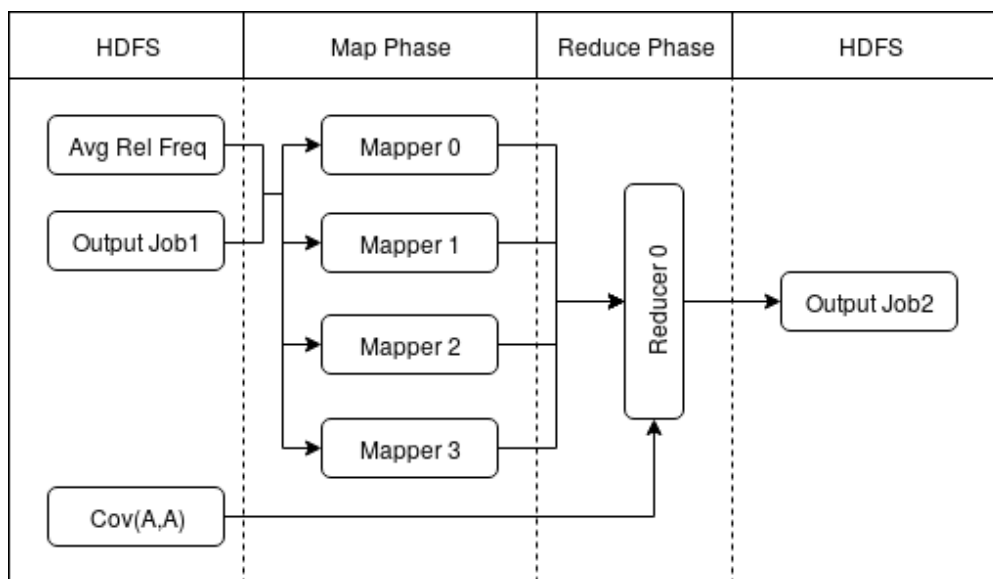 HDFS
Map Phase
Reduce Phase
HDFS
Avg Rel Freq
Output Job1
Cov(A,A)
Mapper 0
Mapper 1
Mapper 2
Mapper 3
Reducer 0
Output Job2